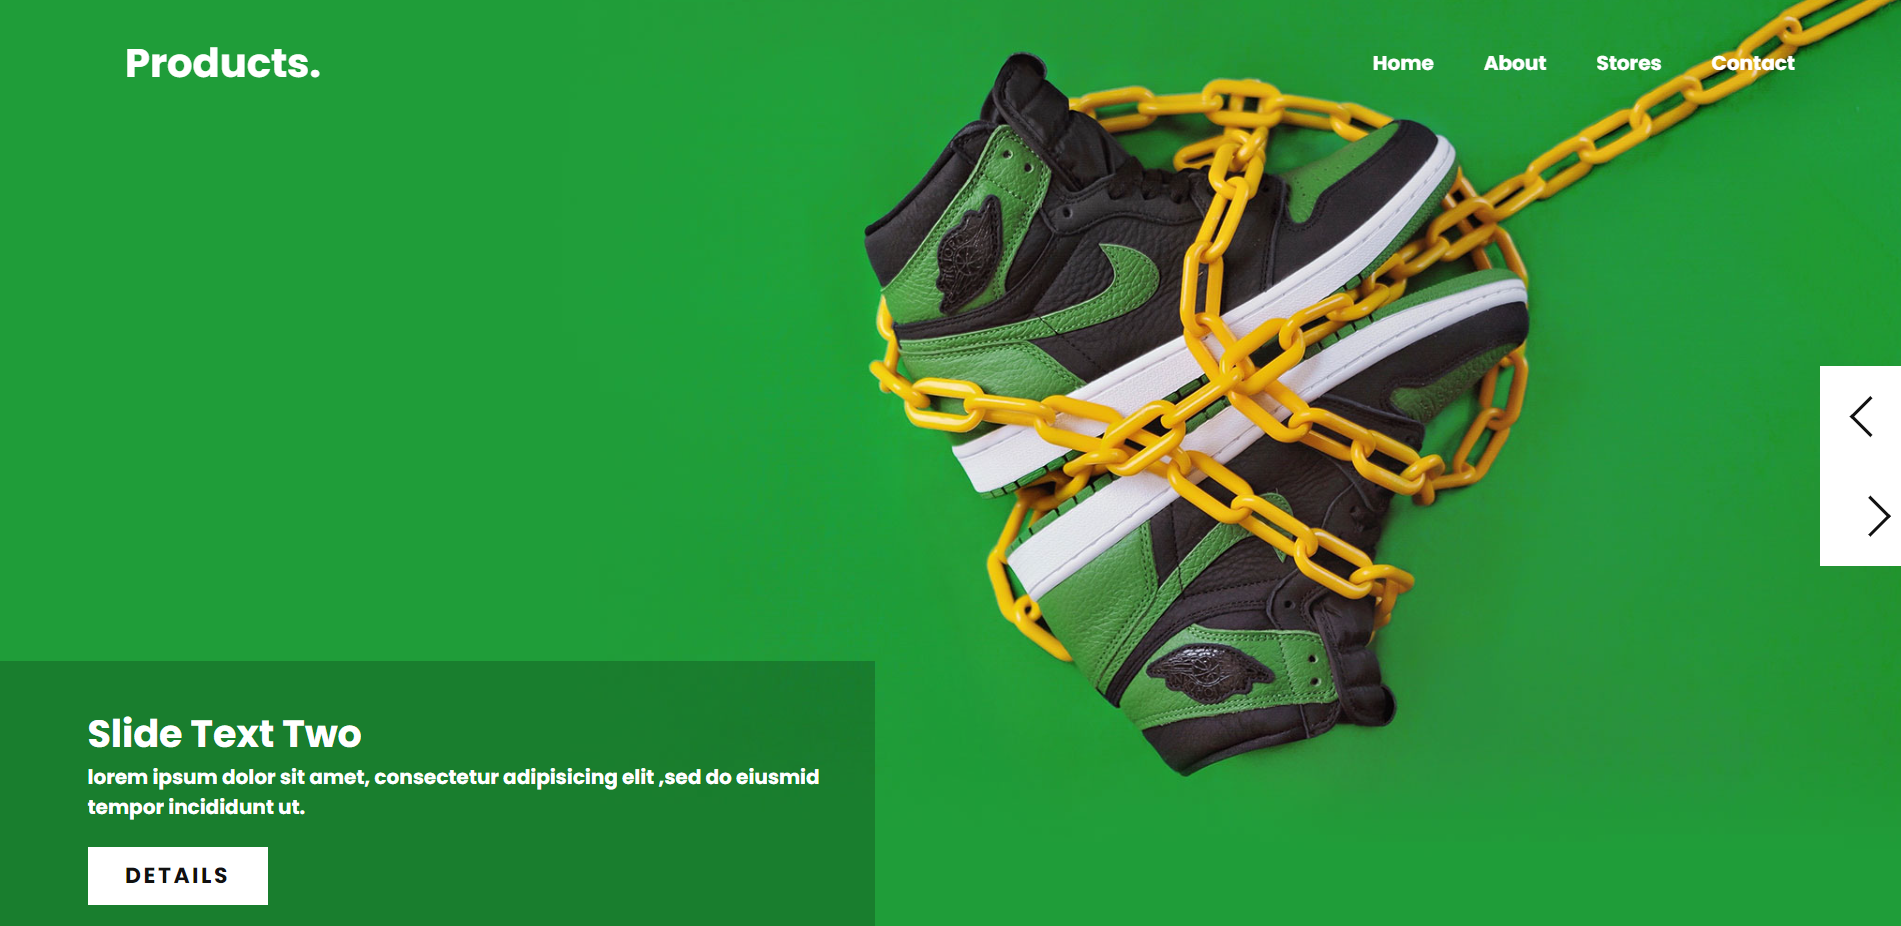 Products.
Home About Stores Contact
Slide Text Two
lorem ipsum dolor sit amet, consectetur adipisicing elit ,sed do eiusmid
tempor incididunt ut.
DETAILS